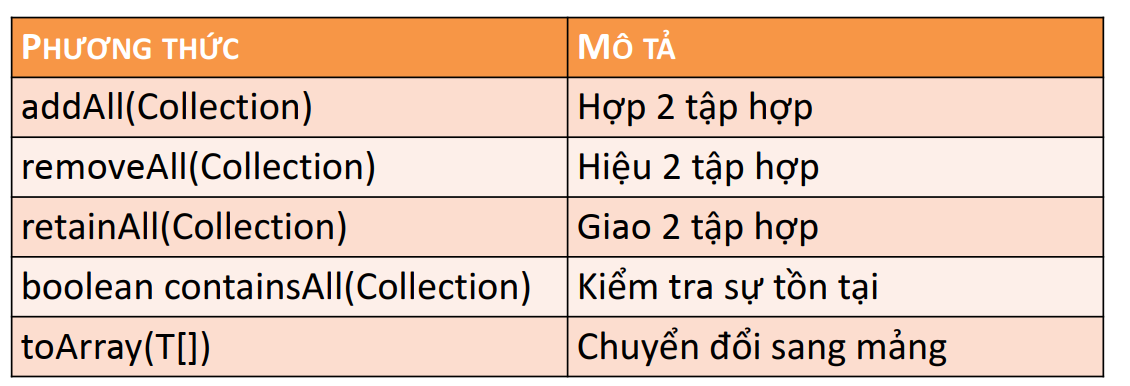 PHƯƠNG THỨC
MÔ TẢ
addAll(Collection)
Hợp 2 tập hợp
removeAll(Collection)
Hiệu 2 tập hợp
retainAll(Collection)
Giao 2 tập hợp
boolean containsAll(Collection)
Kiểm tra sự tồn tại
toArray(T[])
Chuyển đổi sang mảng